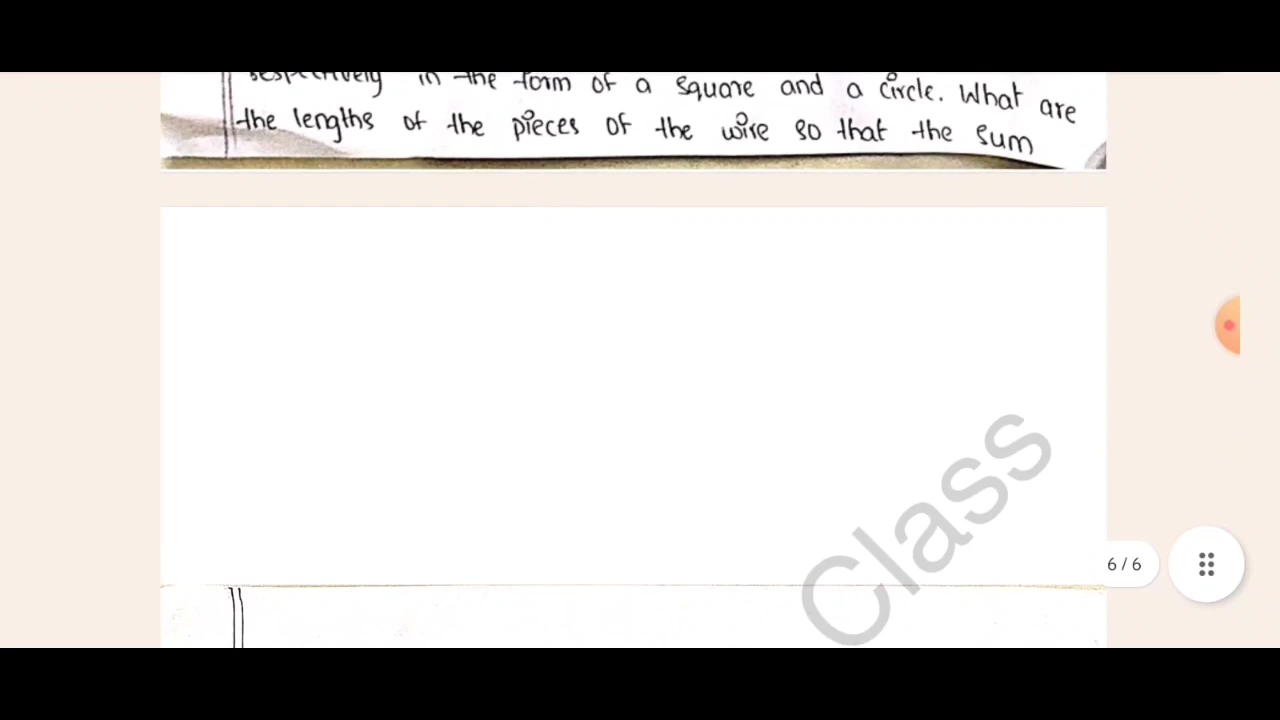 respectively in the form of a square and a circle. What are
the lengths of the pieces of the wire so that the sum
Class
6 / 6